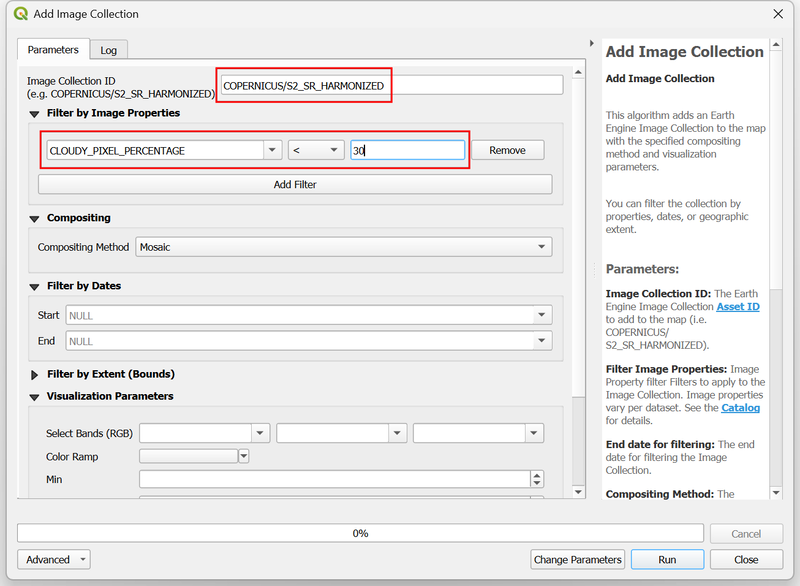 Add Image Collection
Parameters
Log
Image Collection ID
(e.g. COPERNICUS/S2_SR_HARMONIZED)
COPERNICUS/S2_SR_HARMONIZED
Filter by Image Properties
CLOUDY_PIXEL_PERCENTAGE
<
30
Remove
Add Filter
Compositing
Compositing Method
Mosaic
Filter by Dates
Start
NULL
End
NULL
Filter by Extent (Bounds)
Visualization Parameters
Select Bands (RGB)
Color Ramp
Min
Add Image Collection
Add Image Collection
This algorithm adds an Earth
Engine Image Collection to the map
with the specified compositing
method and visualization
parameters.
You can filter the collection by
properties, dates, or geographic
extent.
Parameters:
Image Collection ID: The Earth
Engine Image Collection Asset ID
to add to the map (i.e.
COPERNICUS/
S2_SR_HARMONIZED).
Filter Image Properties: Image
Property filter Filters to apply to the
Image Collection. Image properties
vary per dataset. See the Catalog
for details.
End date for filtering: The end
date for filtering the Image
Collection.
Compositing Method: The
0%
Cancel
Advanced
Change Parameters
Run
Close